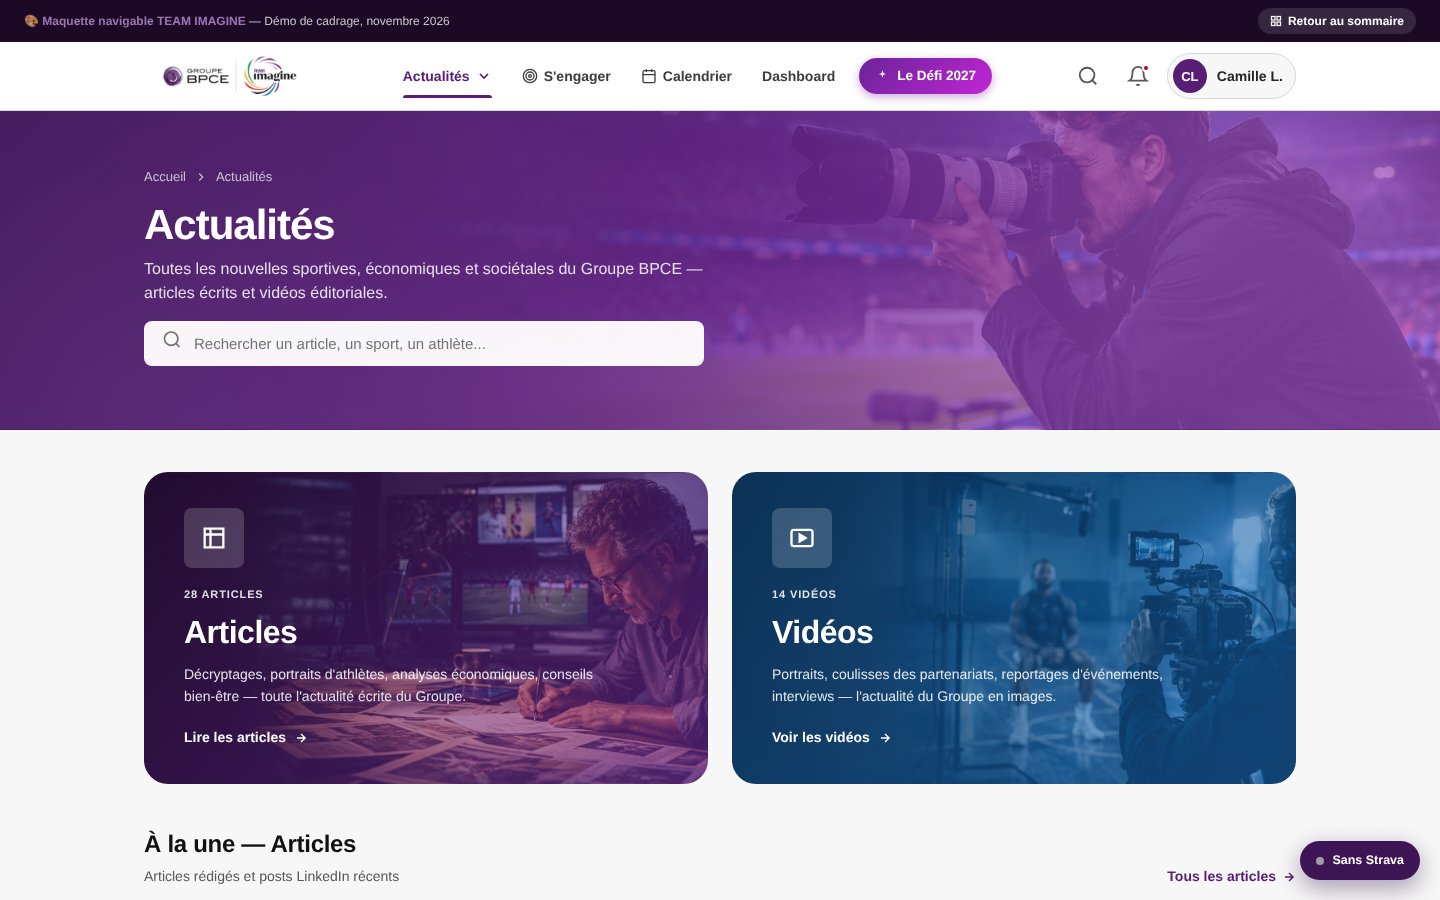 Maquette navigable TEAM IMAGINE — Démo de cadrage, novembre 2026
Retour au sommaire
GROUPE BPCE
team imagine
Actualités
S'engager
Calendrier
Dashboard
Le Défi 2027
CL
Camille L.
Accueil
Actualités
Actualités
Toutes les nouvelles sportives, économiques et sociétales du Groupe BPCE —
articles écrits et vidéos éditoriales.
Rechercher un article, un sport, un athlète...
28 ARTICLES
Articles
Décryptages, portraits d'athlètes, analyses économiques, conseils
bien-être — toute l'actualité écrite du Groupe.
Lire les articles →
14 VIDÉOS
Vidéos
Portraits, coulisses des partenariats, reportages d'événements,
interviews — l'actualité du Groupe en images.
Voir les vidéos →
À la une — Articles
Articles rédigés et posts LinkedIn récents
Tous les articles →
Sans Strava